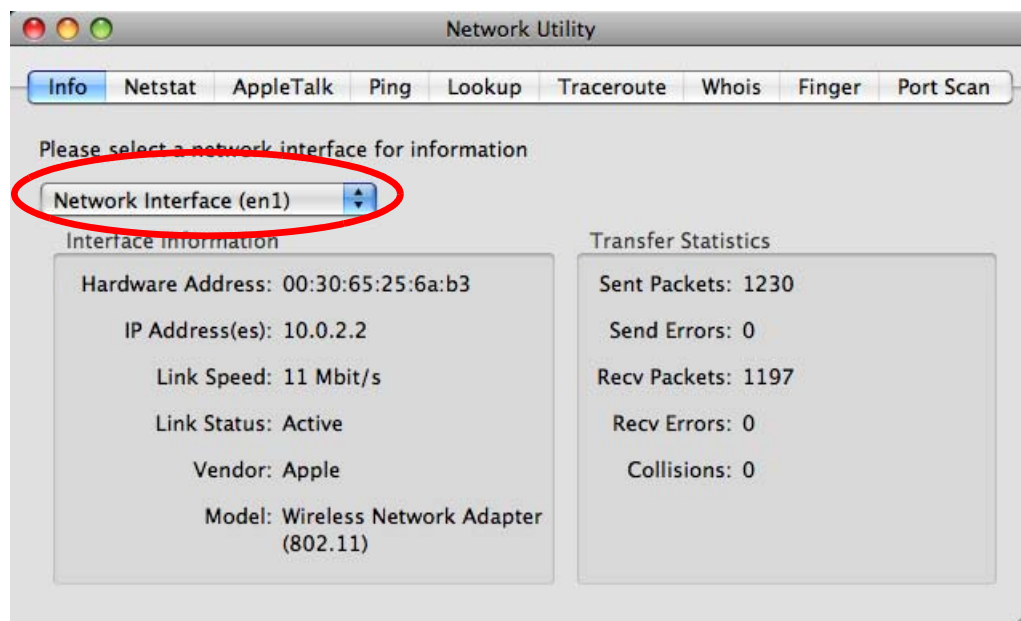 Network Utility
Info Netstat AppleTalk Ping Lookup Traceroute Whois Finger Port Scan
Please select a network interface for information
Network Interface (en1)
Interface Information
Hardware Address: 00:30:65:25:6a:b3
IP Address(es): 10.0.2.2
Link Speed: 11 Mbit/s
Link Status: Active
Vendor: Apple
Model: Wireless Network Adapter
(802.11)
Transfer Statistics
Sent Packets: 1230
Send Errors: 0
Recv Packets: 1197
Recv Errors: 0
Collisions: 0